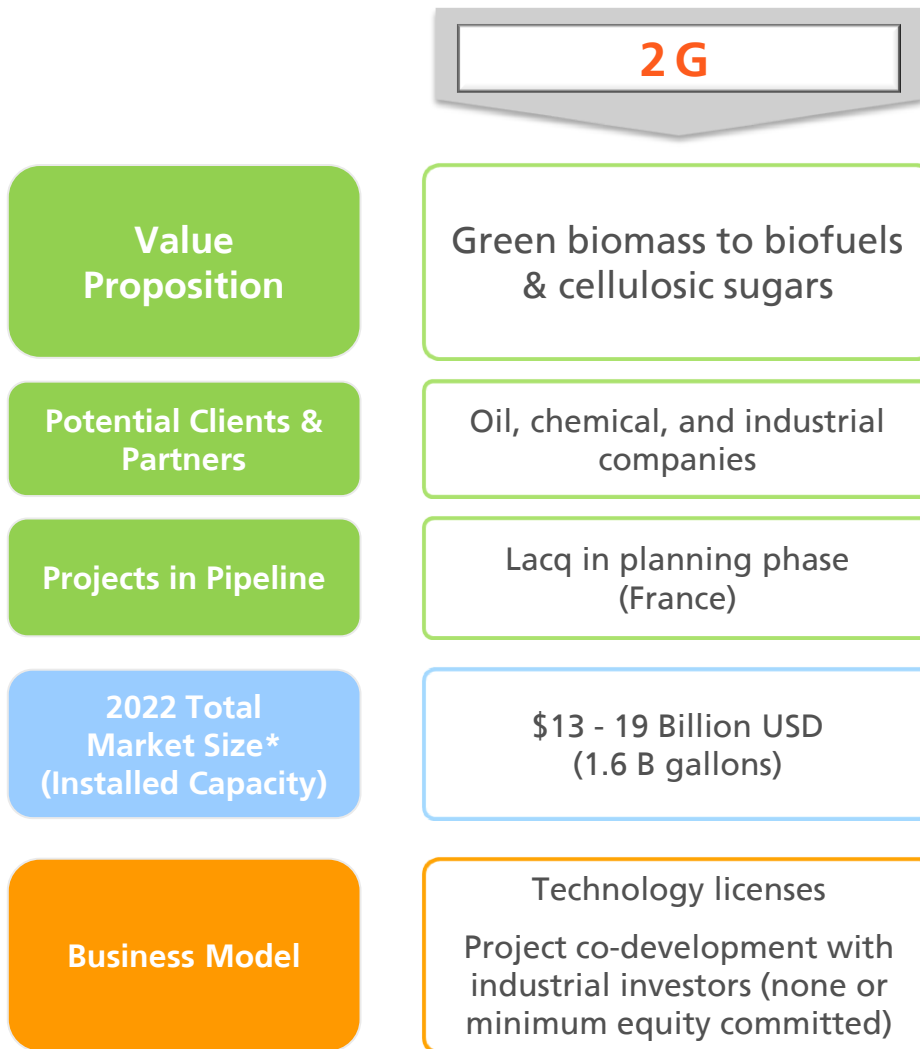 2 G
Value
Proposition
Green biomass to biofuels
& cellulosic sugars
Potential Clients &
Partners
Oil, chemical, and industrial
companies
Projects in Pipeline
Lacq in planning phase
(France)
2022 Total
Market Size*
(Installed Capacity)
$13 - 19 Billion USD
(1.6 B gallons)
Business Model
Technology licenses
Project co-development with
industrial investors (none or
minimum equity committed)